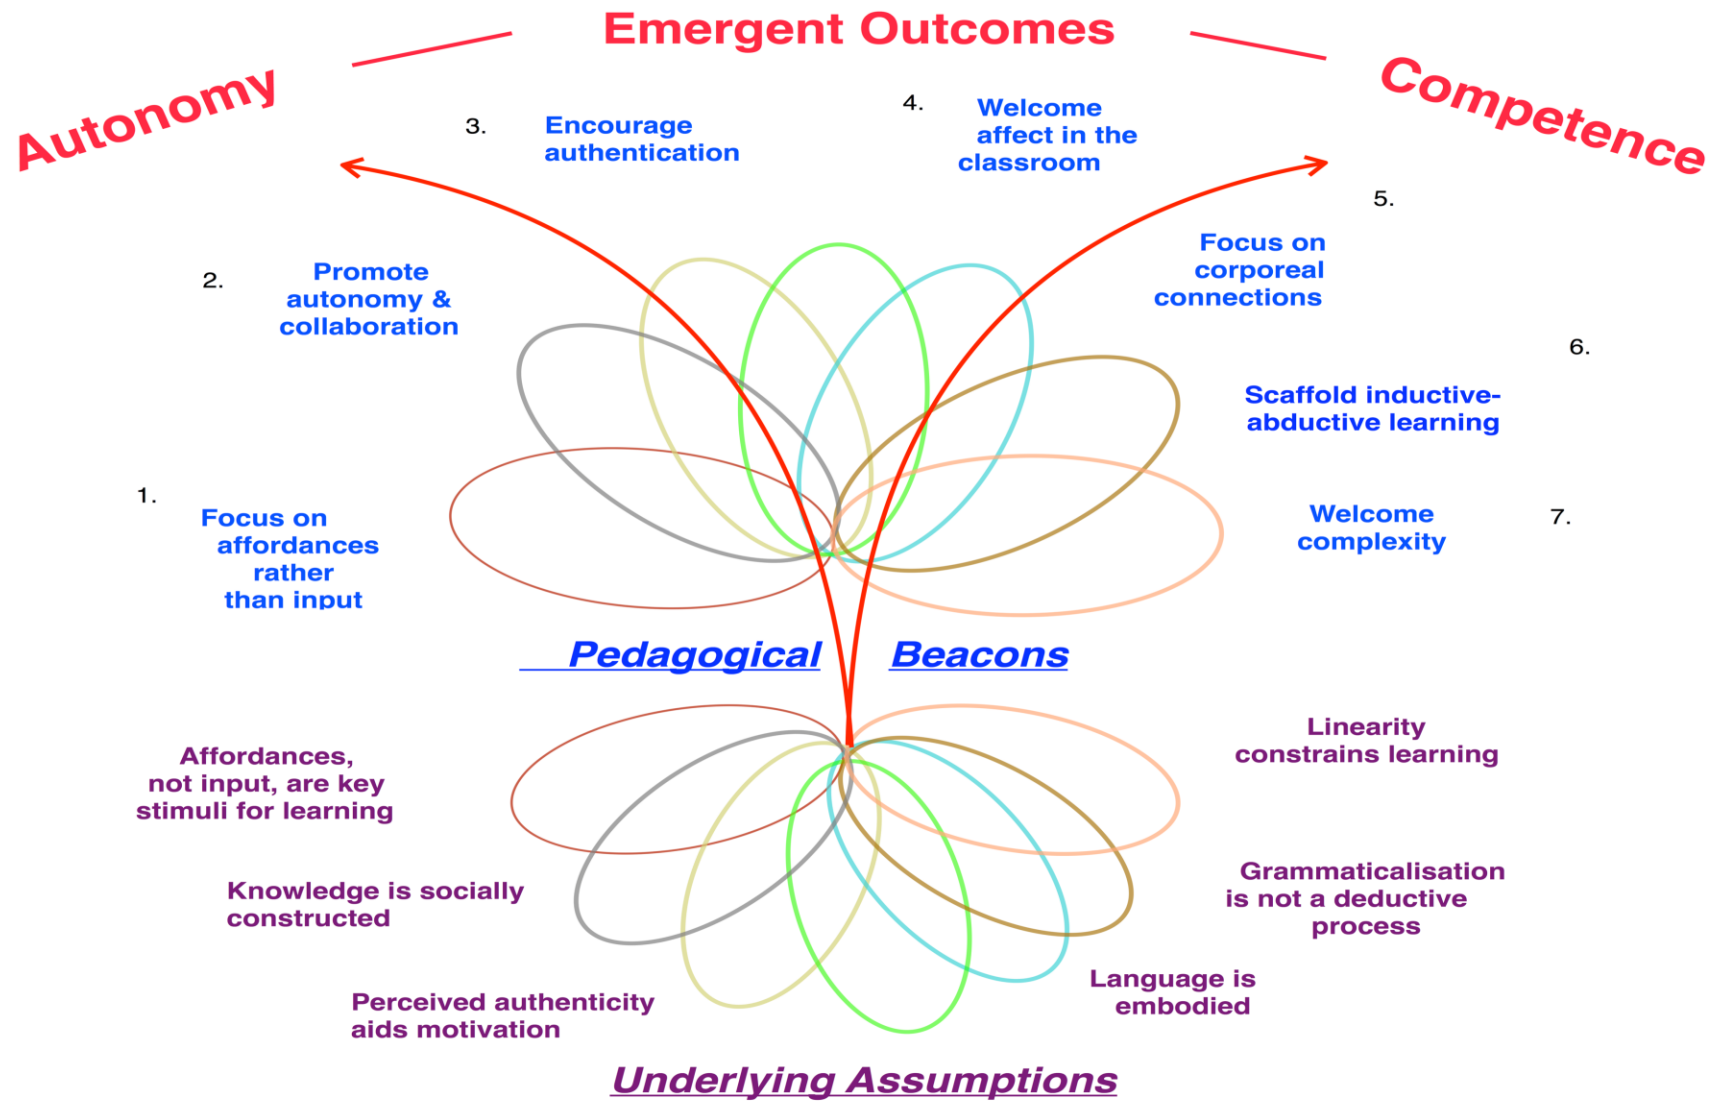 Emergent Outcomes
Autonomy
Competence
3.
Encourage
authentication
4.
Welcome
affect in the
classroom
5.
Focus on
corporeal
connections
2.
Promote
autonomy &
collaboration
6.
Scaffold inductive-
abductive learning
1.
Focus on
affordances
rather
than input
Welcome
complexity
7.
Pedagogical Beacons
Affordances,
not input, are key
stimuli for learning
Linearity
constrains learning
Knowledge is socially
constructed
Grammaticalisation
is not a deductive
process
Perceived authenticity
aids motivation
Language is
embodied
Underlying Assumptions